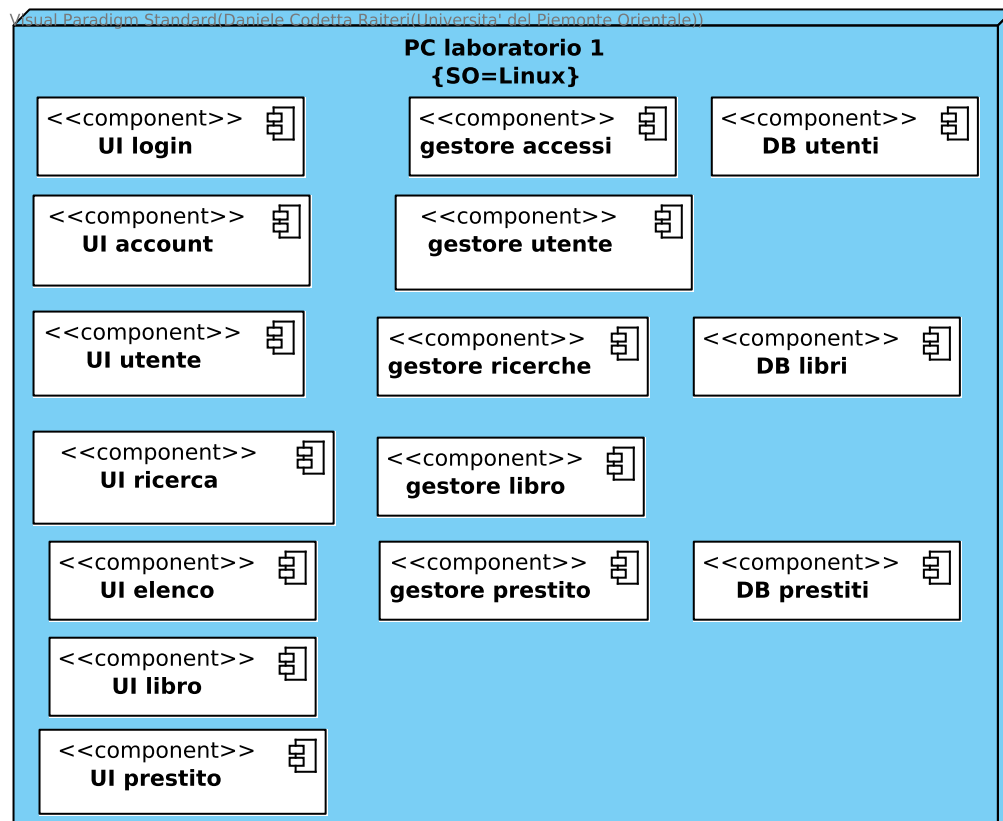 Visual Paradigm Standard(Daniele Codetta Raiteri(Universita' del Piemonte Orientale))
PC laboratorio 1
{SO=Linux}
<<component>>
UI login
<<component>>
gestore accessi
<<component>>
DB utenti
<<component>>
UI account
<<component>>
gestore utente
<<component>>
UI utente
<<component>>
gestore ricerche
<<component>>
DB libri
<<component>>
UI ricerca
<<component>>
gestore libro
<<component>>
UI elenco
<<component>>
gestore prestito
<<component>>
DB prestiti
<<component>>
UI libro
<<component>>
UI prestito